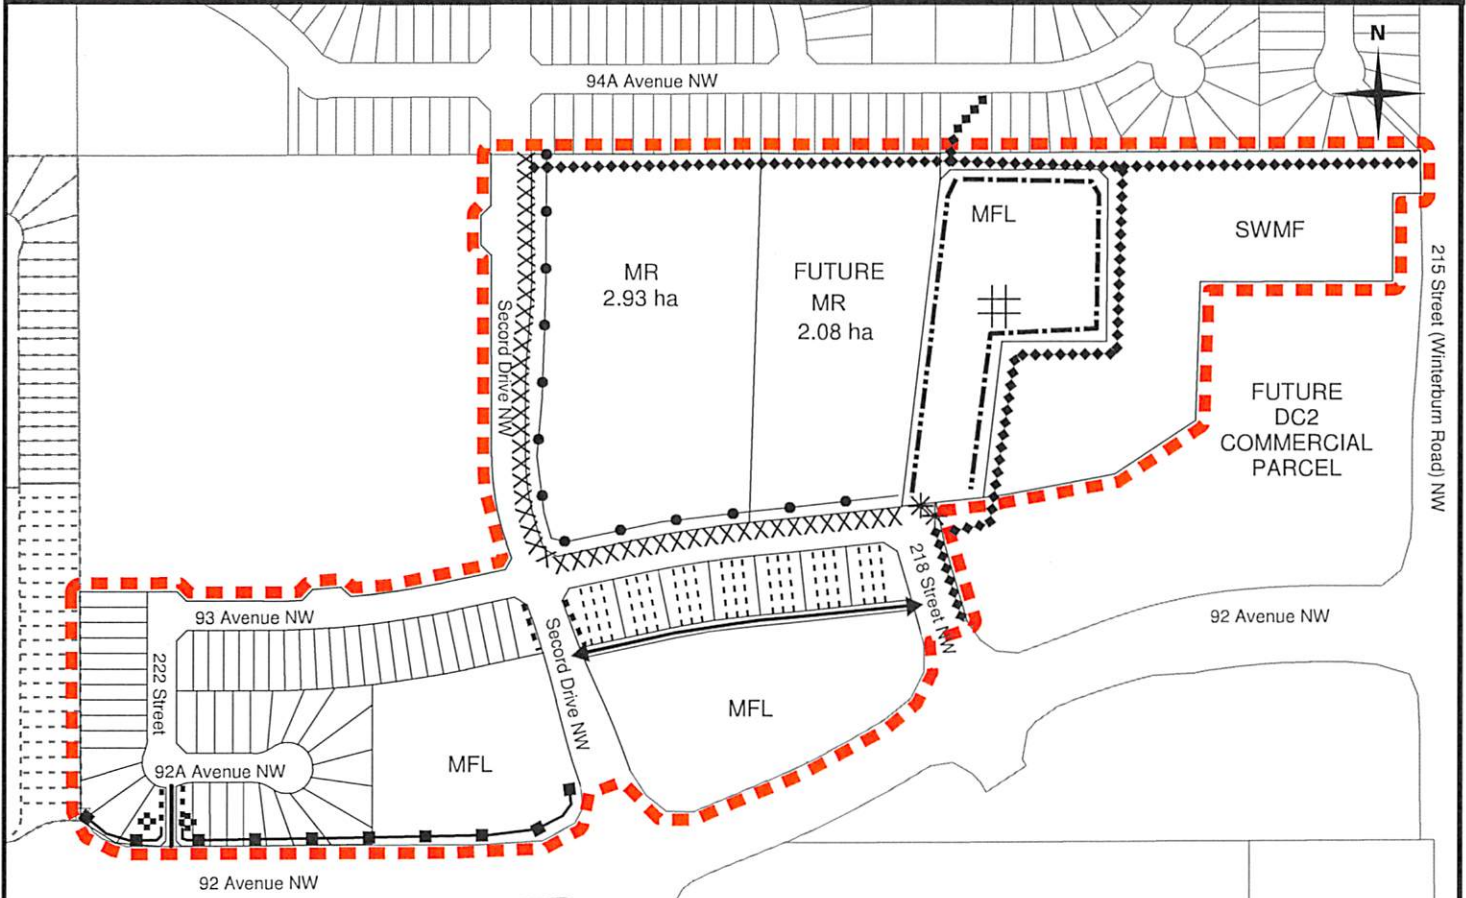 N
94A Avenue NW
MFL
SWMF
MR
2.93 ha
FUTURE
MR
2.08 ha
Secord Drive NW
215 Street (Winterburn Road) NW
FUTURE
DC2
COMMERCIAL
PARCEL
218 Street NW
93 Avenue NW
92 Avenue NW
Secord Drive NW
222 Street
MFL
MFL
92A Avenue NW
92 Avenue NW